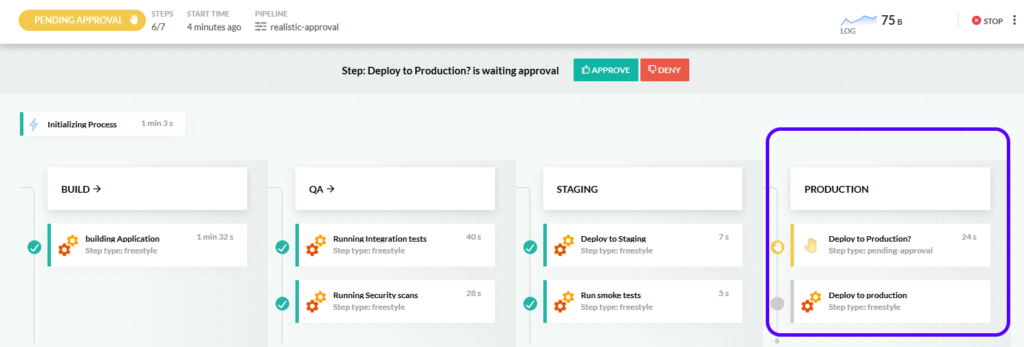 PENDING APPROVAL
STEPS
6/7
START TIME
4 minutes ago
PIPELINE
realistic-approval
LOG
75 B
STOP
Step: Deploy to Production? is waiting approval
APPROVE
DENY
Initializing Process 1 min 3 s
BUILD →
building Application 1 min 32 s
Step type: freestyle
QA →
Running Integration tests 40 s
Step type: freestyle
Running Security scans 28 s
Step type: freestyle
STAGING
Deploy to Staging 7 s
Step type: freestyle
Run smoke tests 5 s
Step type: freestyle
PRODUCTION
Deploy to Production? 24 s
Step type: pending-approval
Deploy to production
Step type: freestyle